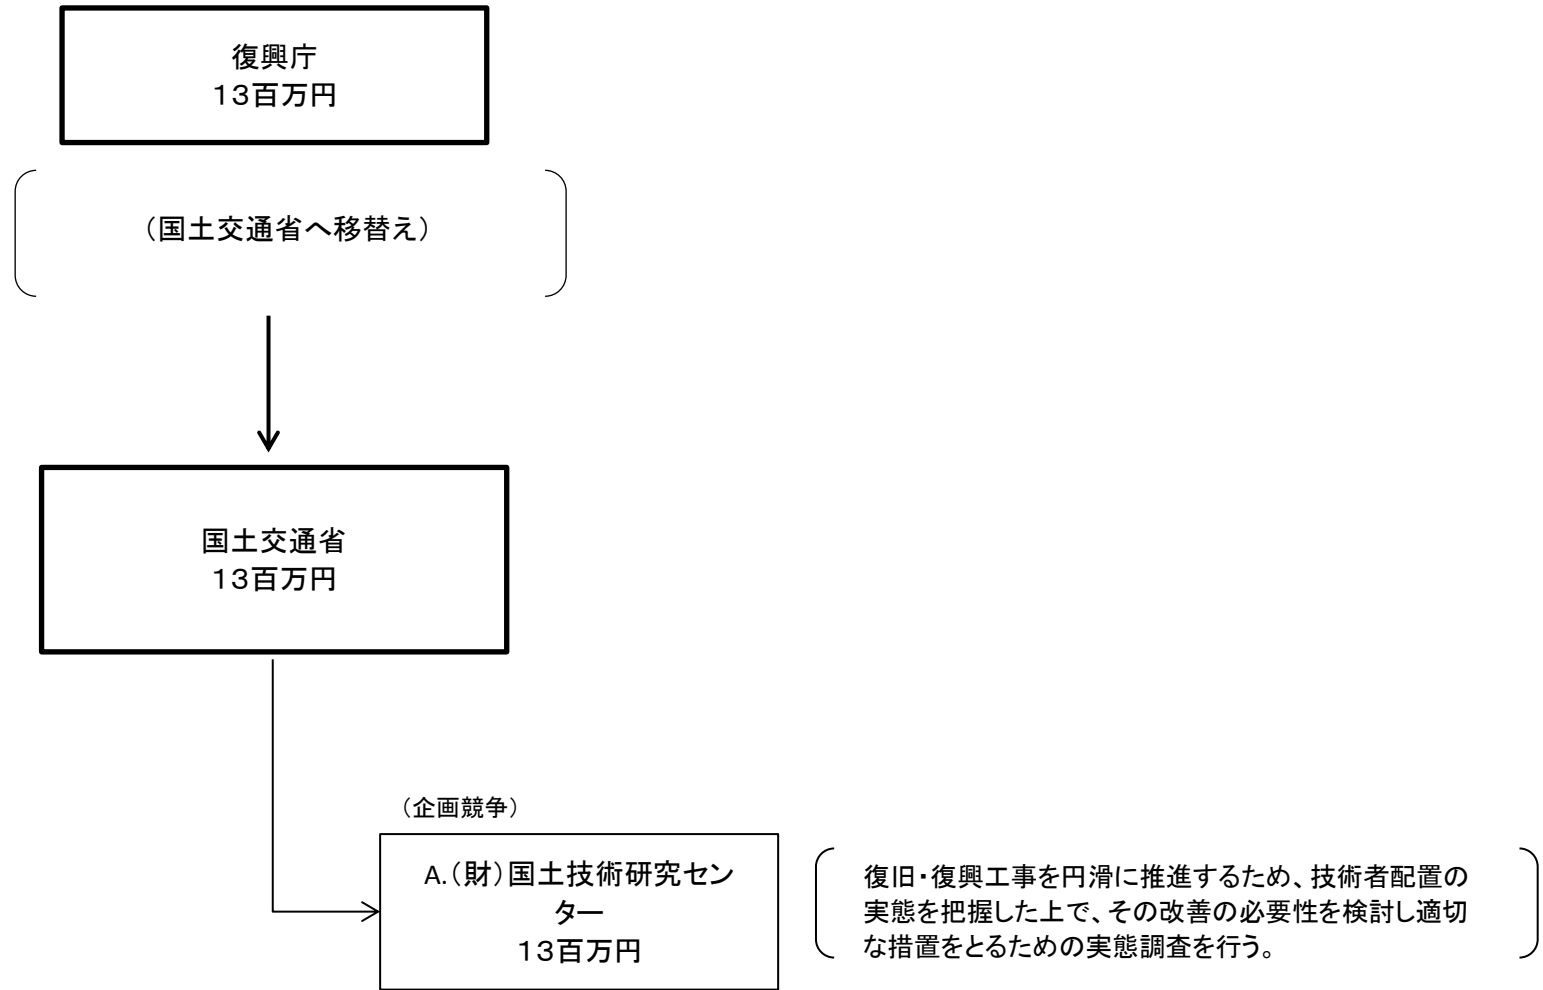 復興庁
１３百万円
（国土交通省へ移替え）
国土交通省
１３百万円
（企画競争）
A.（財）国土技術研究セン
ター
１３百万円
復旧・復興工事を円滑に推進するため、技術者配置の
実態を把握した上で、その改善の必要性を検討し適切
な措置をとるための実態調査を行う。